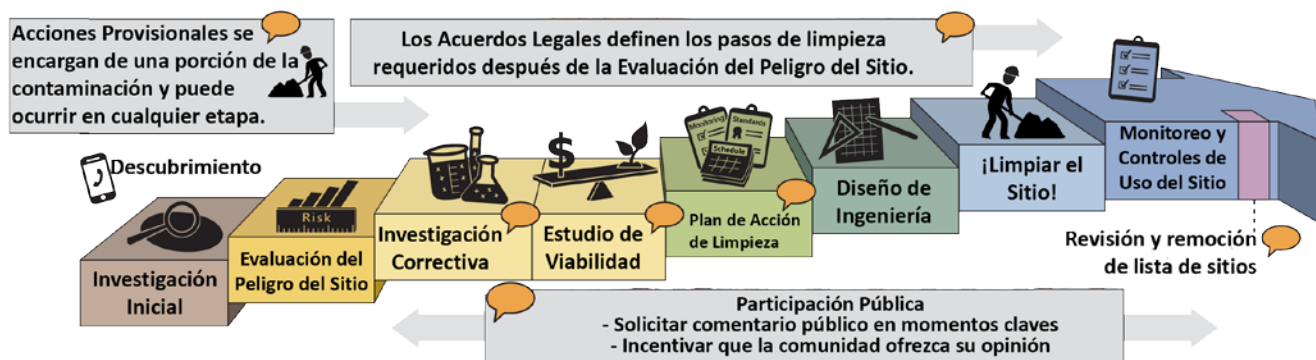 Acciones Provisionales se
encargan de una porción de la
contaminación y puede
ocurrir en cualquier etapa.
Los Acuerdos Legales definen los pasos de limpieza
requeridos después de la Evaluación del Peligro del Sitio.
Descubrimiento
Investigación
Inicial
Risk
Evaluación del
Peligro del Sitio
Investigación
Correctiva
$
Estudio de
Viabilidad
Monitoring
Standards
Schedule
Plan de Acción
de Limpieza
Diseño de
Ingeniería
¡Limpiar el
Sitio!
Monitoreo y
Controles de
Uso del Sitio
Revisión y remoción
de lista de sitios
Participación Pública
- Solicitar comentario público en momentos claves
- Incentivar que la comunidad ofrezca su opinión